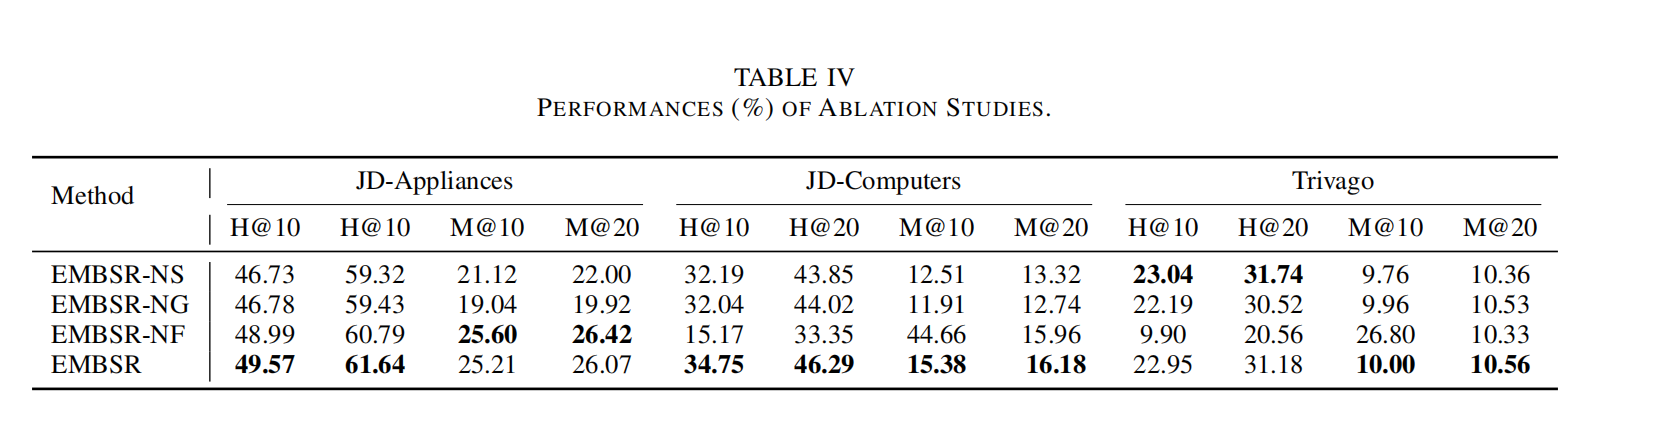 TABLE IV
PERFORMANCES (%) OF ABLATION STUDIES.
Method JD-Appliances JD-Computers Trivago
H@10 H@10 M@10 M@20 H@10 H@20 M@10 M@20 H@10 H@20 M@10 M@20
EMBSR-NS 46.73 59.32 21.12 22.00 32.19 43.85 12.51 13.32 23.04 31.74 9.76 10.36
EMBSR-NG 46.78 59.43 19.04 19.92 32.04 44.02 11.91 12.74 22.19 30.52 9.96 10.53
EMBSR-NF 48.99 60.79 25.60 26.42 15.17 33.35 44.66 15.96 9.90 20.56 26.80 10.33
EMBSR 49.57 61.64 25.21 26.07 34.75 46.29 15.38 16.18 22.95 31.18 10.00 10.56